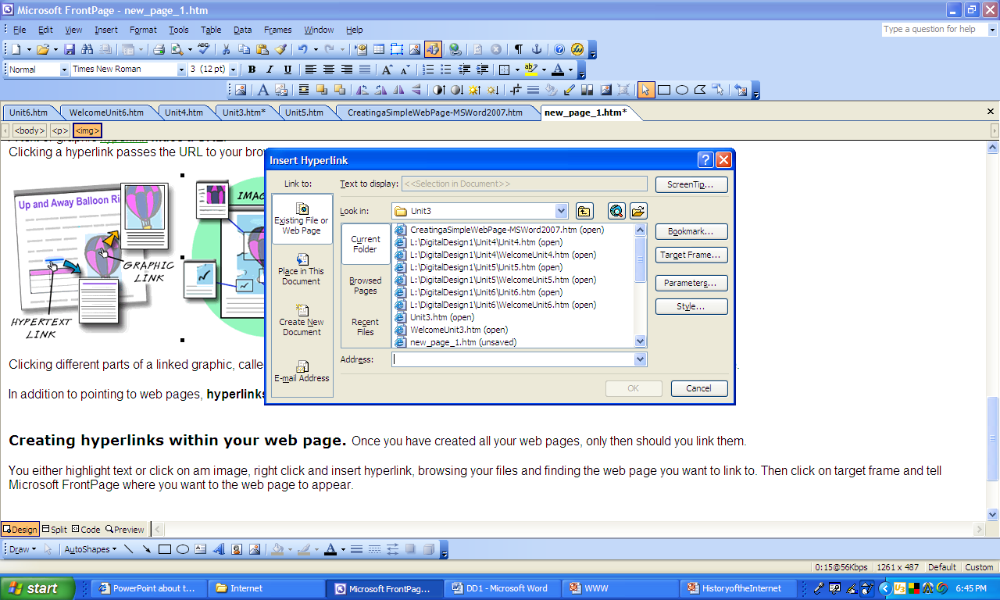 Microsoft FrontPage - new_page_1.htm
File Edit View Insert Format Tools Table Data Frames Window Help
Type a question for help
Normal Times New Roman 3 (12 pt) B I U
Unit6.htm WelcomeUnit6.htm Unit4.htm Unit3.htm* Unit5.htm CreatingaSimpleWebPage-MSWord2007.htm new_page_1.htm*
<body> <p> <img>
Clicking a hyperlink passes the URL to your
Up and Away Balloon Ri
GRAPHIC
LINK
HYPERTEXT
LINK
IMAG
Insert Hyperlink
Link to:
Existing File or
Web Page
Place in This
Document
Create New
Document
E-mail Address
Text to display: <<Selection in Document>>
ScreenTip...
Look in: Unit3
Current
Folder
Browsed
Pages
Recent
Files
CreatingaSimpleWebPage-MSWord2007.htm (open)
L:\DigitalDesign1\Unit4\Unit4.htm (open)
L:\DigitalDesign1\Unit4\WelcomeUnit4.htm (open)
L:\DigitalDesign1\Unit5\Unit5.htm (open)
L:\DigitalDesign1\Unit5\WelcomeUnit5.htm (open)
L:\DigitalDesign1\Unit6\Unit6.htm (open)
L:\DigitalDesign1\Unit6\WelcomeUnit6.htm (open)
Unit3.htm (open)
WelcomeUnit3.htm (open)
new_page_1.htm (unsaved)
Bookmark...
Target Frame...
Parameters...
Style...
Address:
OK Cancel
Clicking different parts of a linked graphic,
In addition to pointing to web pages, hyperlinks
Creating hyperlinks within your web page. Once you have created all your web pages, only then should you link them.
You either highlight text or click on am image, right click and insert hyperlink, browsing your files and finding the web page you want to link to. Then click on target frame and tell
Microsoft FrontPage where you want to the web page to appear.
Design Split Code Preview
Draw AutoShapes
0:15@56Kbps 1261 x 487 Default Custom
start PowerPoint about t... Internet Microsoft FrontPag... DD1 - Microsoft Word WWW HistoryoftheInternet 6:45 PM